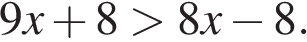 9x + 8 > 8x − 8.